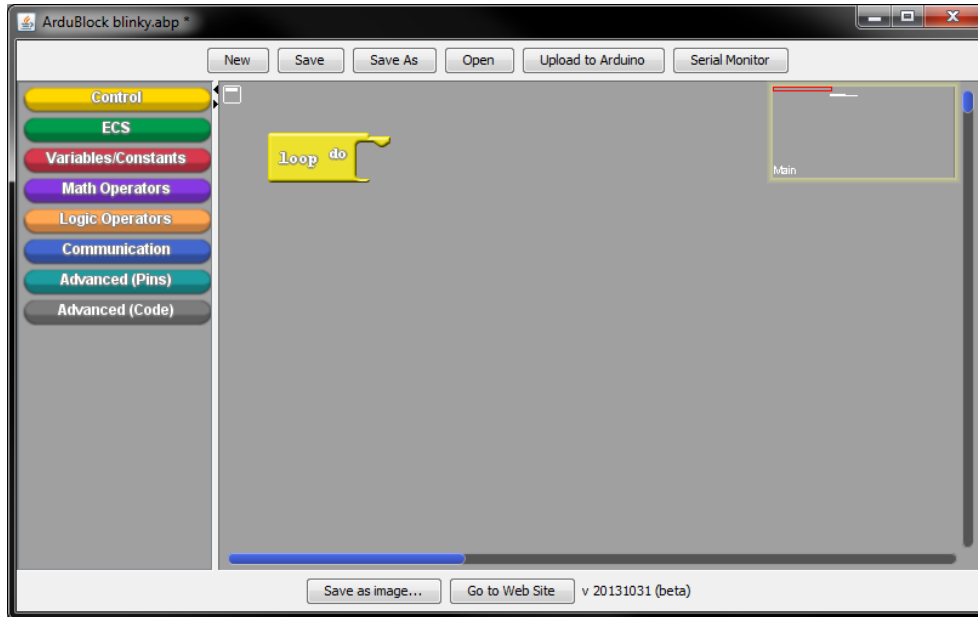 ArduBlock blinky.abp *
New Save Save As Open Upload to Arduino Serial Monitor
Control
ECS
Variables/Constants
Math Operators
Logic Operators
Communication
Advanced (Pins)
Advanced (Code)
loop do
Main
Save as image... Go to Web Site v 20131031 (beta)